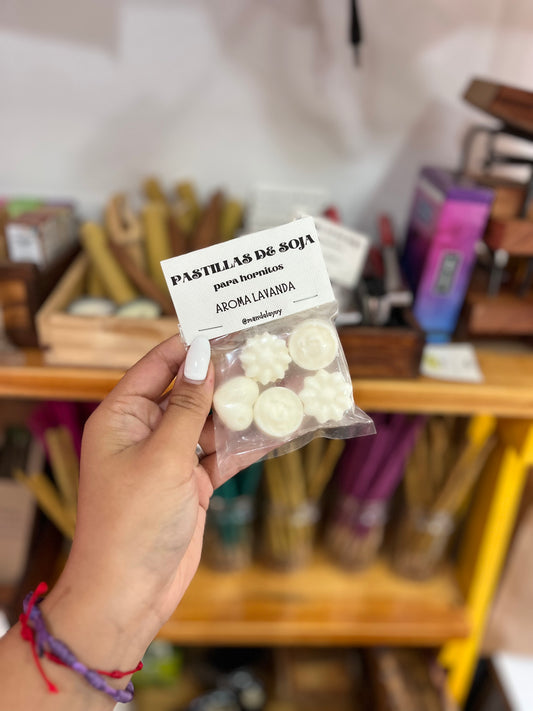 PASTILLAS DE SOJA
para hornitos
AROMA LAVANDA